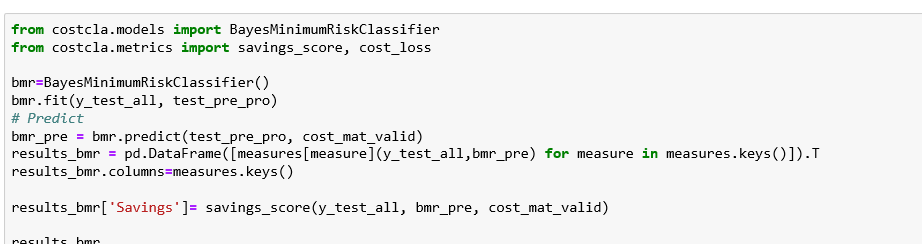 from costcla.models import BayesMinimumRiskClassifier
from costcla.metrics import savings_score, cost_loss
bmr=BayesMinimumRiskClassifier()
bmr.fit(y_test_all, test_pre_pro)
# Predict
bmr_pre = bmr.predict(test_pre_pro, cost_mat_valid)
results_bmr = pd.DataFrame([measures[measure](y_test_all,bmr_pre) for measure in measures.keys()]).T
results_bmr.columns=measures.keys()
results_bmr['Savings']= savings_score(y_test_all, bmr_pre, cost_mat_valid)
results_bmr